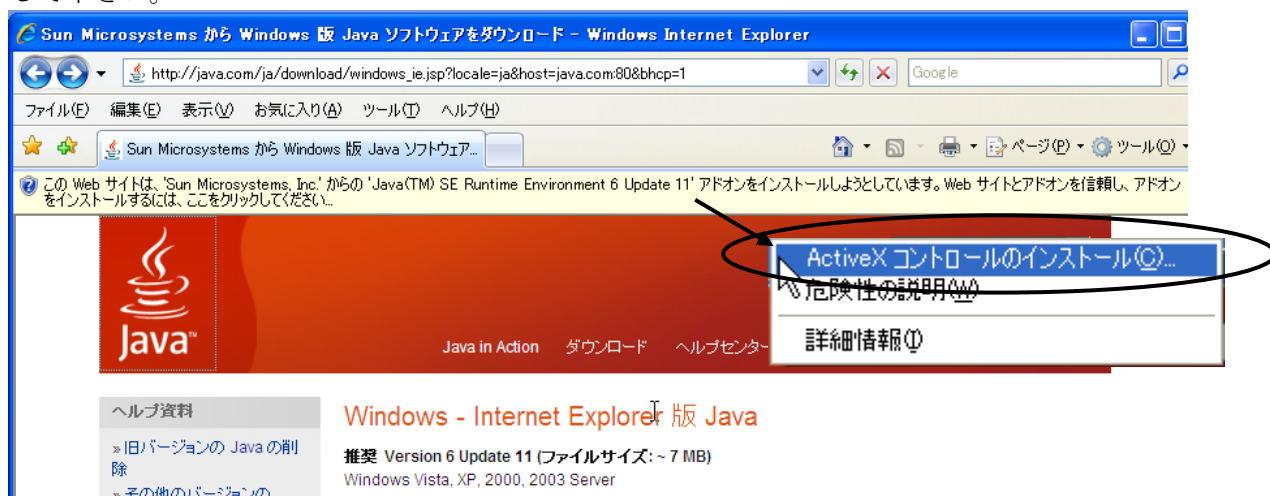 Sun Microsystems から Windows 版 Java ソフトウェアをダウンロード - Windows Internet Explorer
http://java.com/ja/download/windows_ie.jsp?locale=ja&host=java.com:80&bhcp=1
Google
ファイル(F) 編集(E) 表示(V) お気に入り(A) ツール(T) ヘルプ(H)
Sun Microsystems から Windows 版 Java ソフトウェア...
ページ(P) ツール(O)
この Web サイトは、'Sun Microsystems, Inc.' からの 'Java(TM) SE Runtime Environment 6 Update 11' アドオンをインストールしようとしています。Web サイトとアドオンを信頼し、アドオン
をインストールするには、ここをクリックしてください...
ActiveX コントロールのインストール(C)...
危険性の説明(W)
詳細情報(I)
Java™
Java in Action ダウンロード ヘルプセンター
ヘルプ資料
» 旧バージョンの Java の削
除
» その他のバージョンの
Windows - Internet Explorer 版 Java
推奨 Version 6 Update 11 (ファイルサイズ: ~ 7 MB)
Windows Vista, XP, 2000, 2003 Server